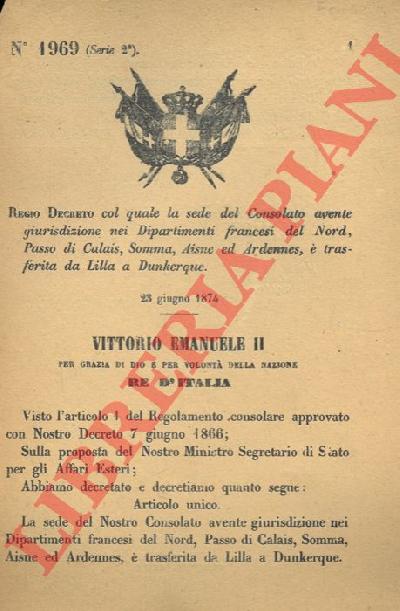 N° 1969 (Serie 2ª).
1
REGIO DECRETO col quale la sede del Consolato avente
giurisdizione nei Dipartimenti francesi del Nord,
Passo di Calais, Somma, Aisne ed Ardennes, è tras-
ferita da Lilla a Dunkerque.
23 giugno 1874
VITTORIO EMANUELE II
PER GRAZIA DI DIO E PER VOLONTÀ DELLA NAZIONE
RE D'ITALIA
Visto l'articolo 1 del Regolamento consolare approvato
con Nostro Decreto 7 giugno 1866;
Sulla proposta del Nostro Ministro Segretario di Stato
per gli Affari Esteri;
Abbiamo decretato e decretiamo quanto segue:
Articolo unico.
La sede del Nostro Consolato avente giurisdizione nei
Dipartimenti francesi del Nord, Passo di Calais, Somma,
Aisne ed Ardennes, è trasferita da Lilla a Dunkerque.
LIBRERIA PIANI